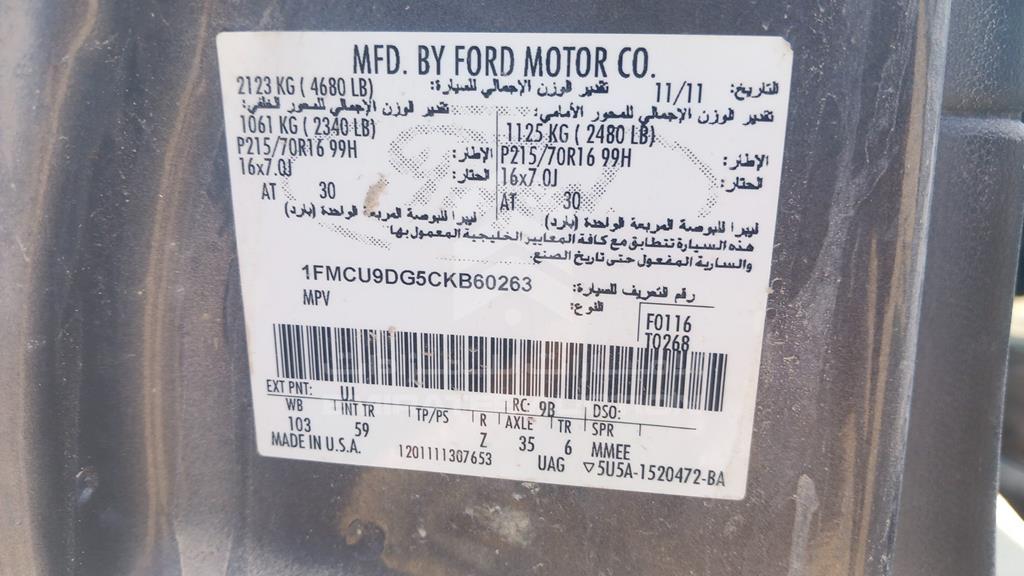 MFD. BY FORD MOTOR CO.
التاريخ: 11/11 تقدير الوزن الإجمالي للسيارة: 2123 KG ( 4680 LB)
تقدير الوزن الإجمالي للمحور الأمامي: تقدير الوزن الإجمالي للمحور الخلفي:
1125 KG ( 2480 LB) 1061 KG ( 2340 LB)
الإطار: P215/70R16 99H الإطار: P215/70R16 99H
الحتار: 16x7.0J الحتار: 16x7.0J
AT 30 AT 30
ليبرا للبوصة المربعة الواحدة (بارد) ليبرا للبوصة المربعة الواحدة (بارد)
هذه السيارة تتطابق مع كافة المعايير الخليجية المعمول بها
والسارية المفعول حتى تاريخ الصنع.
رقم التعريف للسيارة: 1FMCU9DG5CKB60263
النوع: MPV
F0116
T0268
EXT PNT: UJ RC: 9B DSO:
WB INT TR TP/PS R AXLE TR SPR
103 59 Z 35 6 MMEE
MADE IN U.S.A. 1201111307653 UAG ▽5U5A-1520472-BA